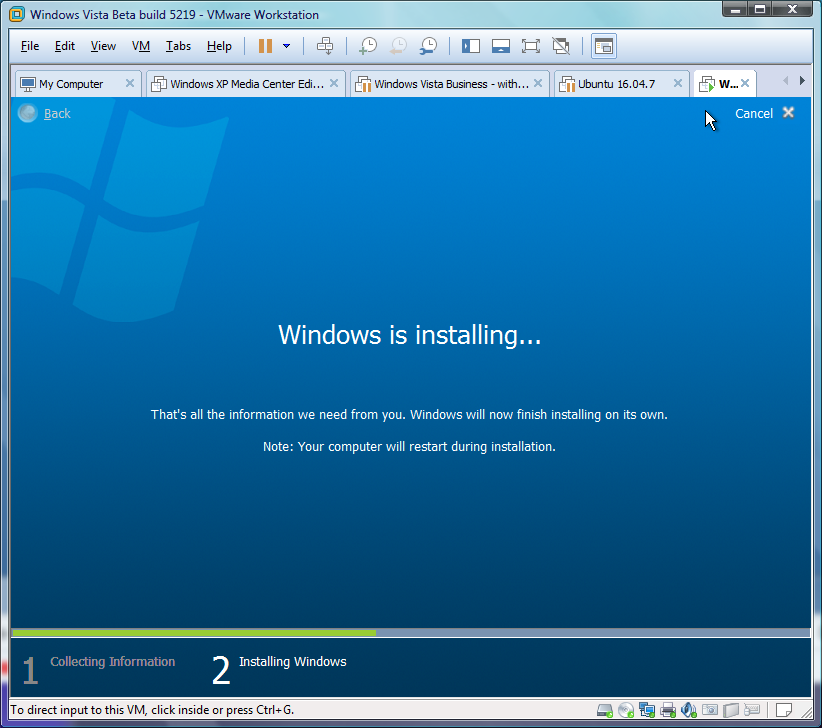 Windows Vista Beta build 5219 - VMware Workstation
File Edit View VM Tabs Help
My Computer Windows XP Media Center Edi... Windows Vista Business - with... Ubuntu 16.04.7 W...
Back Cancel
Windows is installing...
That's all the information we need from you. Windows will now finish installing on its own.
Note: Your computer will restart during installation.
1 Collecting Information 2 Installing Windows
To direct input to this VM, click inside or press Ctrl+G.